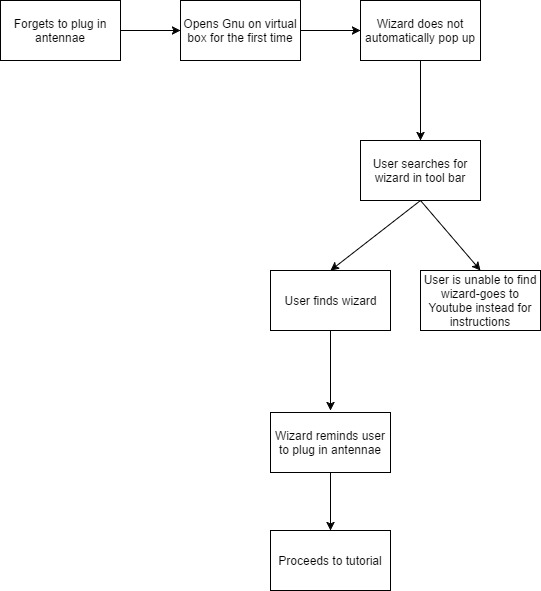 Forgets to plug in
antennae
Opens Gnu on virtual
box for the first time
Wizard does not
automatically pop up
User searches for
wizard in tool bar
User finds wizard
User is unable to find
wizard-goes to
Youtube instead for
instructions
Wizard reminds user
to plug in antennae
Proceeds to tutorial